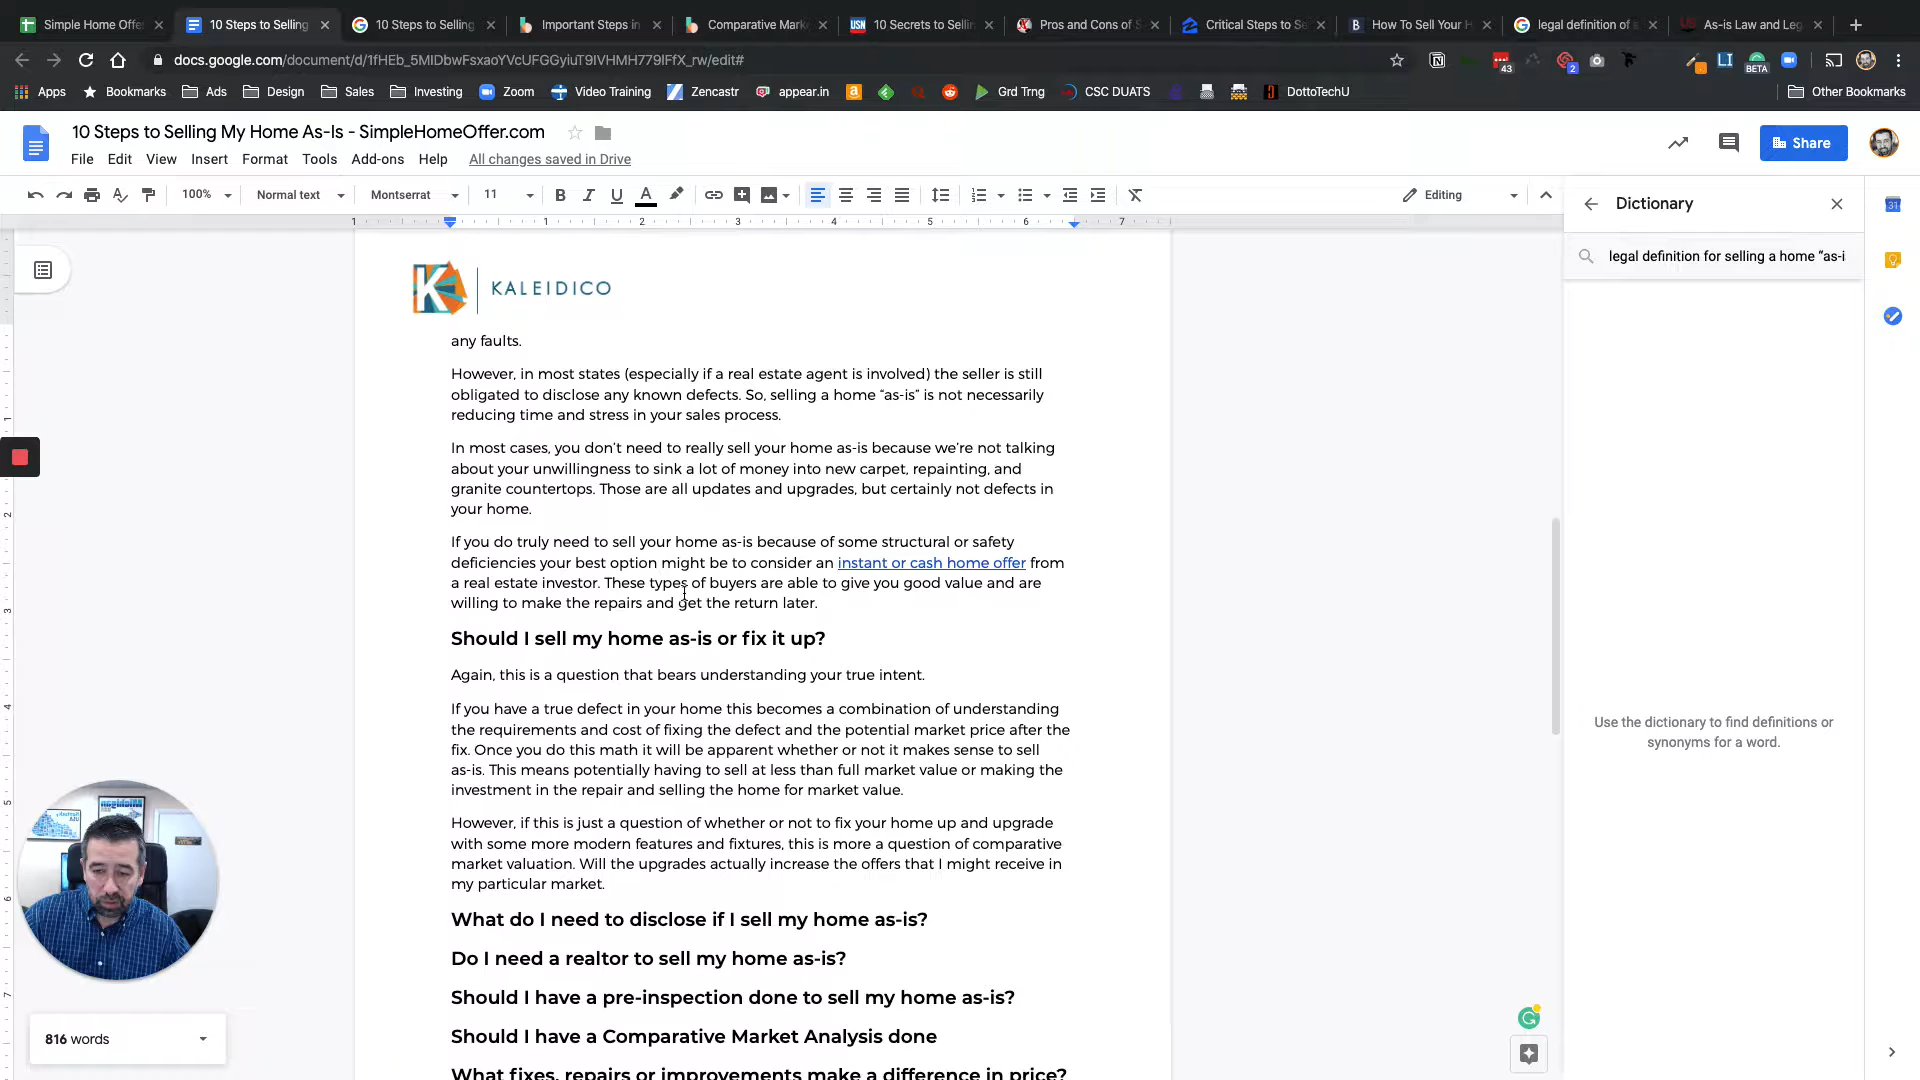 Simple Home Offe
10 Steps to Selling
10 Steps to Selling
Important Steps in
Comparative Mark
10 Secrets to Sellin
Pros and Cons of S
Critical Steps to Se
How To Sell Your H
legal definition of a
As-is Law and Leg
docs.google.com/document/d/1fHEb_5MIDbwFsxaoYVcUFGGyiuT9IVHMH779lFfX_rw/edit#
43
2
BETA
Apps
Bookmarks
Ads
Design
Sales
Investing
Zoom
Video Training
Zencastr
appear.in
Grd Trng
CSC DUATS
DottoTechU
Other Bookmarks
10 Steps to Selling My Home As-Is - SimpleHomeOffer.com
File Edit View Insert Format Tools Add-ons Help All changes saved in Drive
Share
100% Normal text Montserrat 11 Editing
Dictionary
legal definition for selling a home “as-i
1 1 2 3 4 5 6 7
KALEIDICO
any faults.
However, in most states (especially if a real estate agent is involved) the seller is still
obligated to disclose any known defects. So, selling a home “as-is” is not necessarily
reducing time and stress in your sales process.
In most cases, you don’t need to really sell your home as-is because we’re not talking
about your unwillingness to sink a lot of money into new carpet, repainting, and
granite countertops. Those are all updates and upgrades, but certainly not defects in
your home.
If you do truly need to sell your home as-is because of some structural or safety
deficiencies your best option might be to consider an instant or cash home offer from
a real estate investor. These types of buyers are able to give you good value and are
willing to make the repairs and get the return later.
Should I sell my home as-is or fix it up?
Again, this is a question that bears understanding your true intent.
If you have a true defect in your home this becomes a combination of understanding
the requirements and cost of fixing the defect and the potential market price after the
fix. Once you do this math it will be apparent whether or not it makes sense to sell
as-is. This means potentially having to sell at less than full market value or making the
investment in the repair and selling the home for market value.
However, if this is just a question of whether or not to fix your home up and upgrade
with some more modern features and fixtures, this is more a question of comparative
market valuation. Will the upgrades actually increase the offers that I might receive in
my particular market.
What do I need to disclose if I sell my home as-is?
Do I need a realtor to sell my home as-is?
Should I have a pre-inspection done to sell my home as-is?
Should I have a Comparative Market Analysis done
What fixes, repairs or improvements make a difference in price?
Use the dictionary to find definitions or
synonyms for a word.
816 words